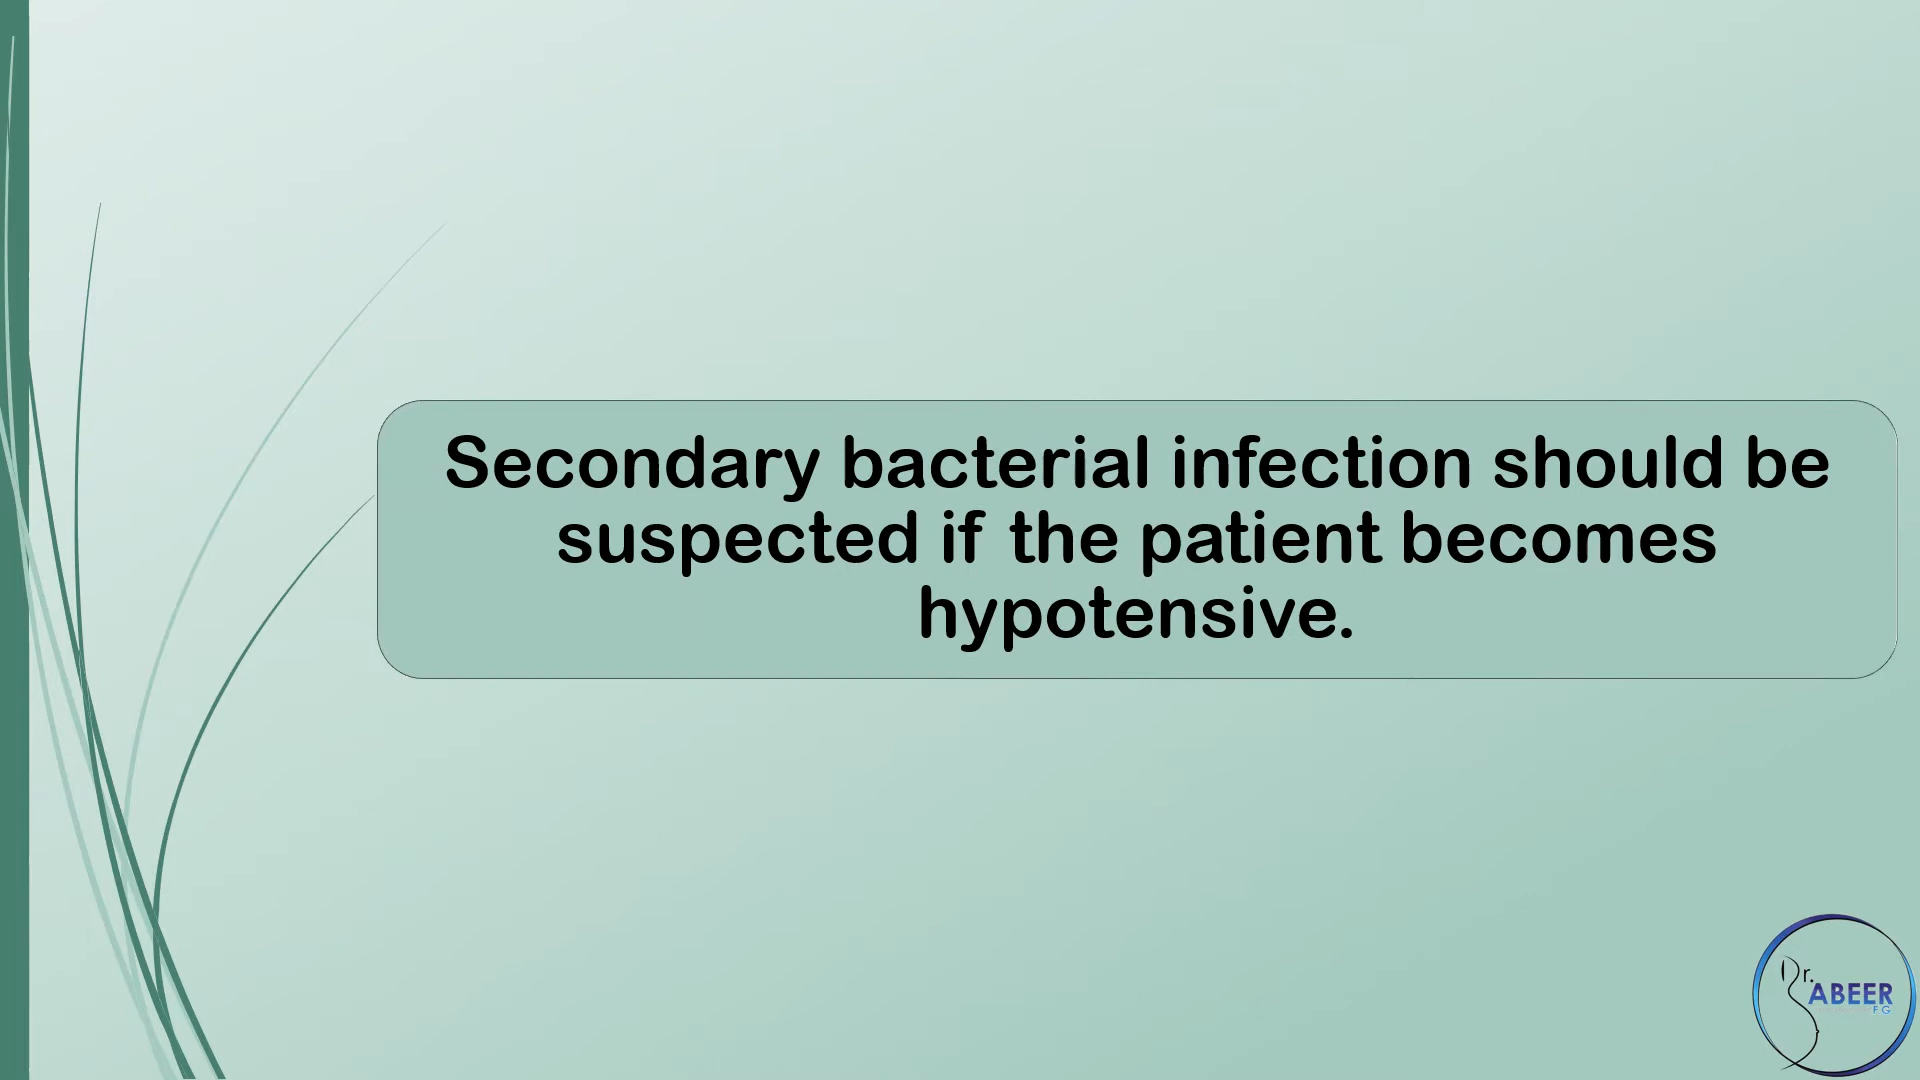 Secondary bacterial infection should be
suspected if the patient becomes
hypotensive.
Dr.
ABEER
F G